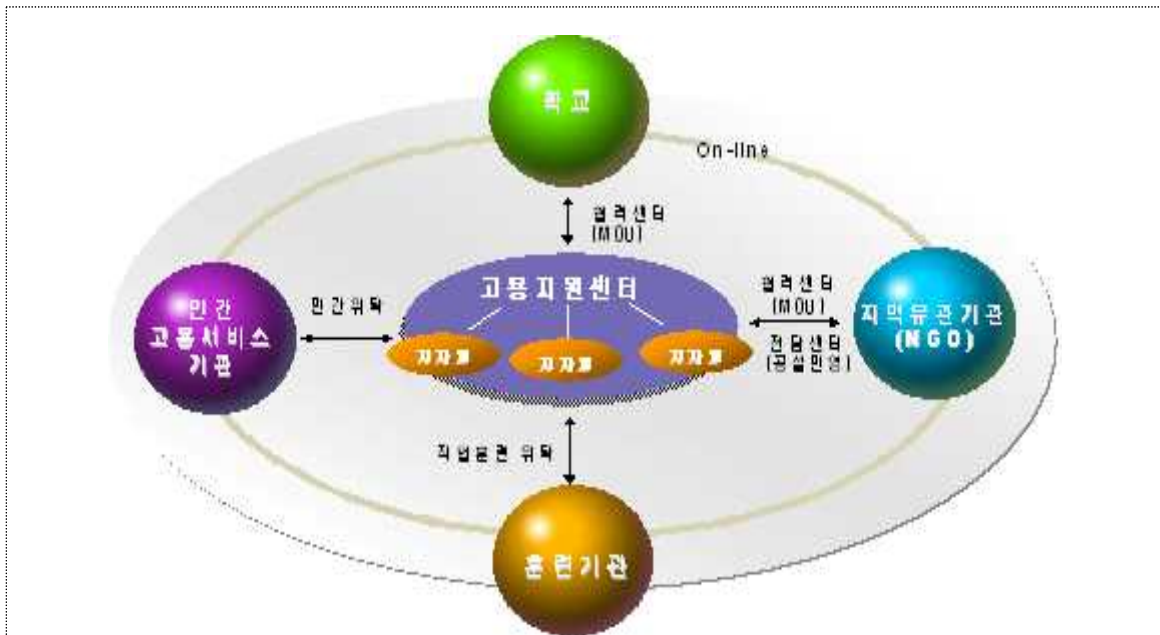 학교
On-line
협력센터
(MOU)
고용지원센터
민간
고용서비스
기관
민간위탁
협력센터
(MOU)
지역유관기관
(NGO)
전담센터
(공설민영)
지자체
지자체
지자체
직업훈련 위탁
훈련기관